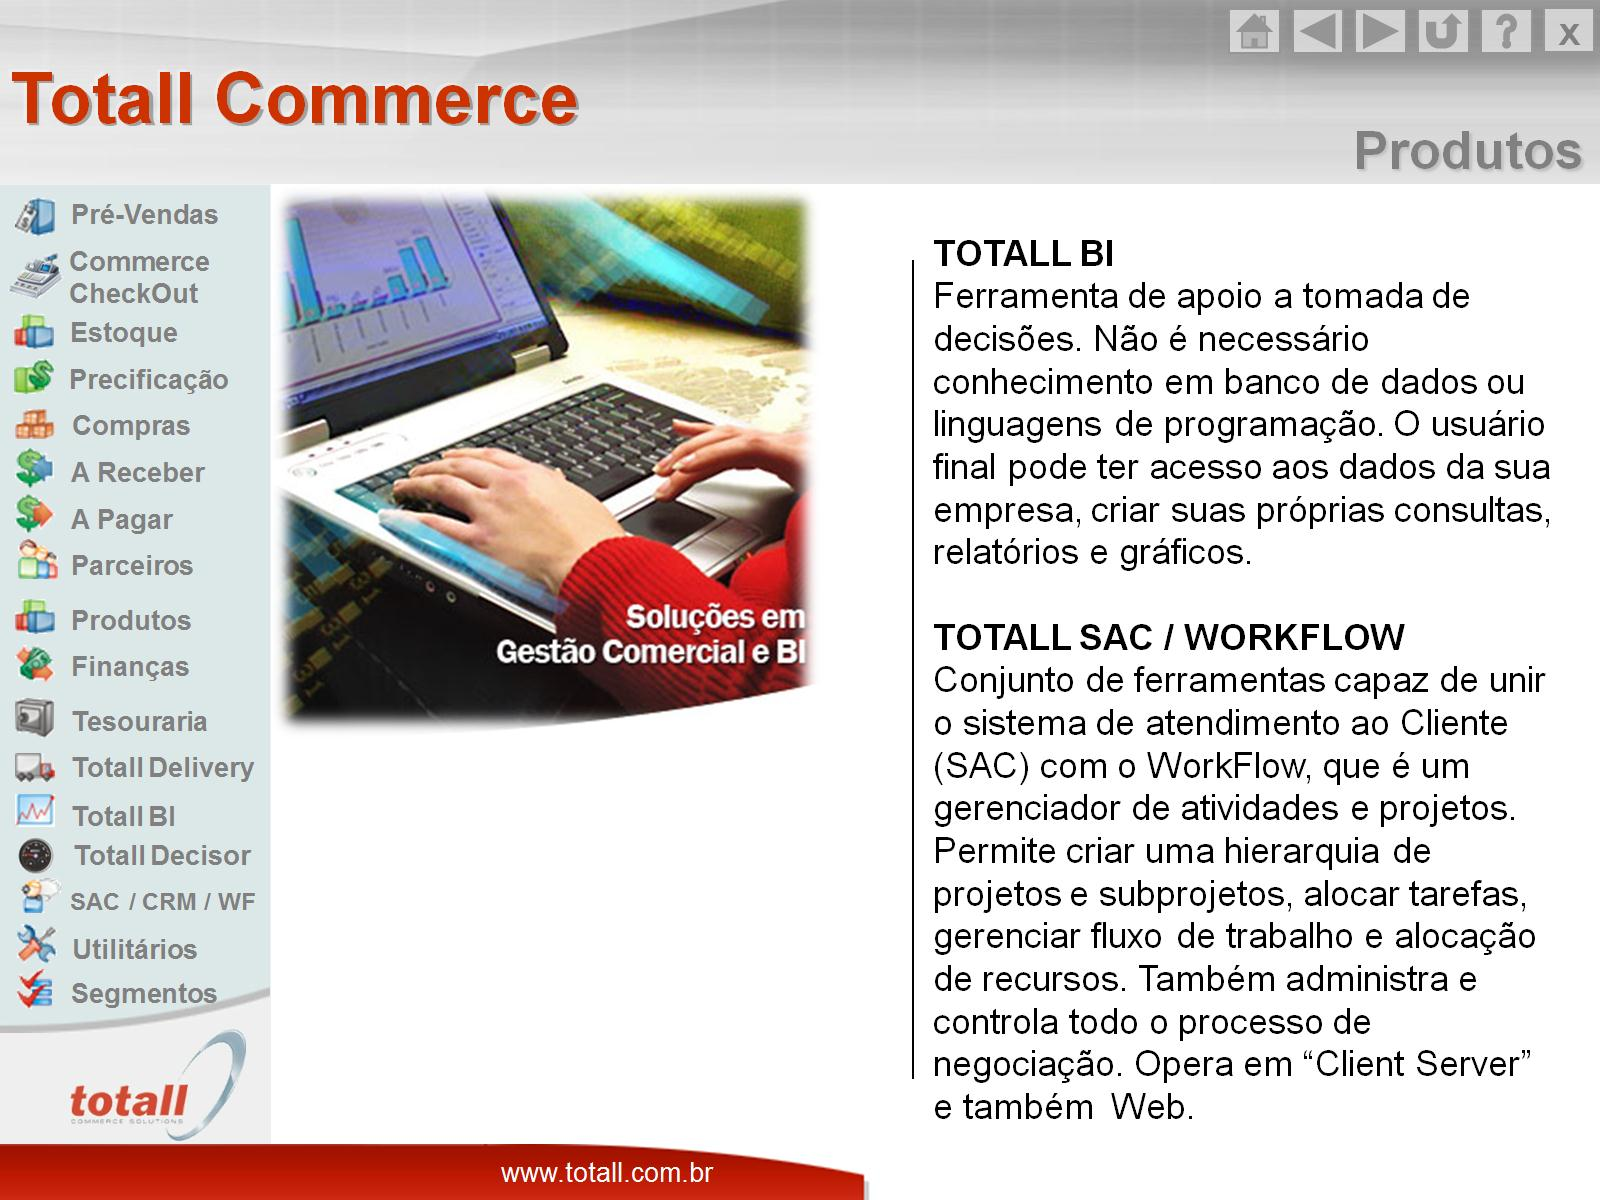 Totall Commerce
Produtos
Pré-Vendas
Commerce
CheckOut
Estoque
Precificação
Compras
A Receber
A Pagar
Parceiros
Produtos
Finanças
Tesouraria
Totall Delivery
Totall BI
Totall Decisor
SAC / CRM / WF
Utilitários
Segmentos
totall
COMMERCE SOLUTIONS
Soluções em
Gestão Comercial e BI
TOTALL BI
Ferramenta de apoio a tomada de
decisões. Não é necessário
conhecimento em banco de dados ou
linguagens de programação. O usuário
final pode ter acesso aos dados da sua
empresa, criar suas próprias consultas,
relatórios e gráficos.
TOTALL SAC / WORKFLOW
Conjunto de ferramentas capaz de unir
o sistema de atendimento ao Cliente
(SAC) com o WorkFlow, que é um
gerenciador de atividades e projetos.
Permite criar uma hierarquia de
projetos e subprojetos, alocar tarefas,
gerenciar fluxo de trabalho e alocação
de recursos. Também administra e
controla todo o processo de
negociação. Opera em “Client Server”
e também Web.
www.totall.com.br
? x